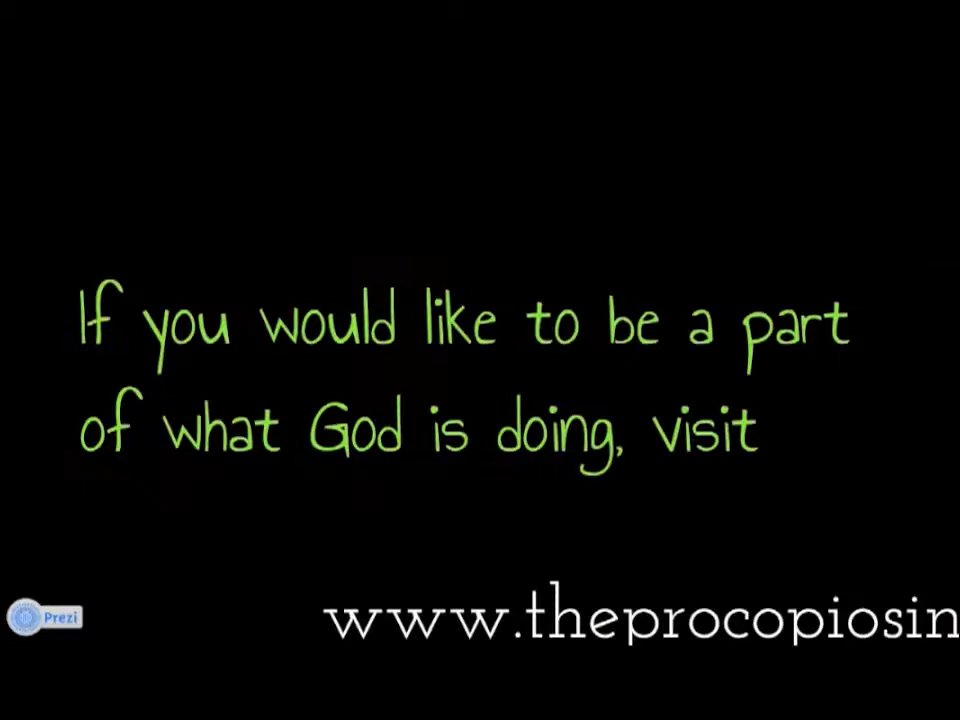 If you would like to be a part
of what God is doing, visit
www.theprocopiosin
Prezi